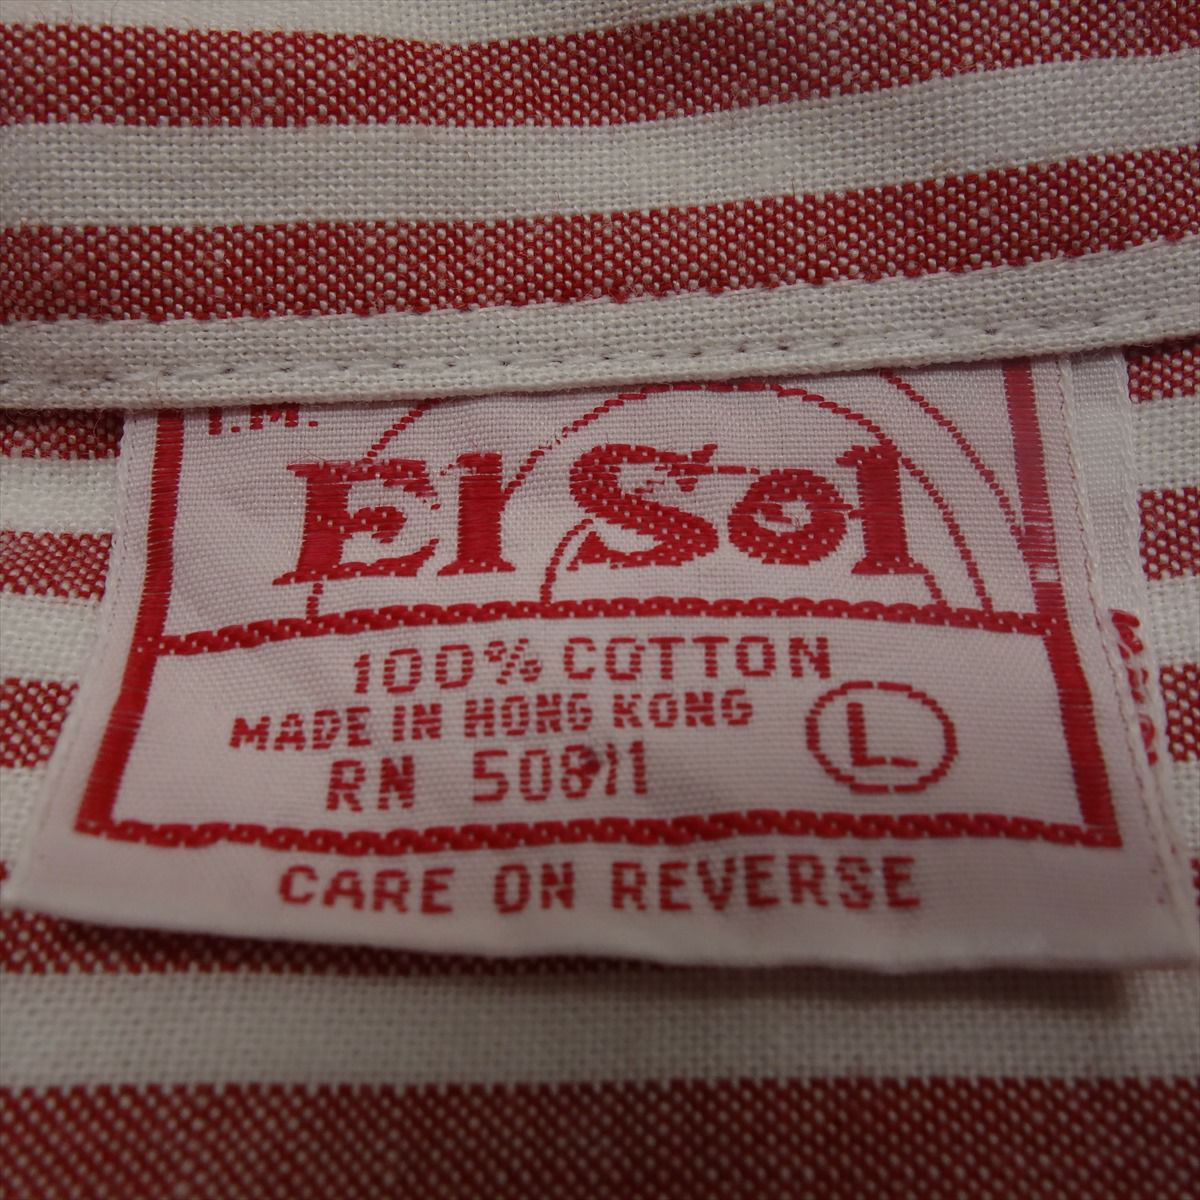 T.M.
El Sol
100% COTTON
MADE IN HONG KONG
RN 50811
L
CARE ON REVERSE